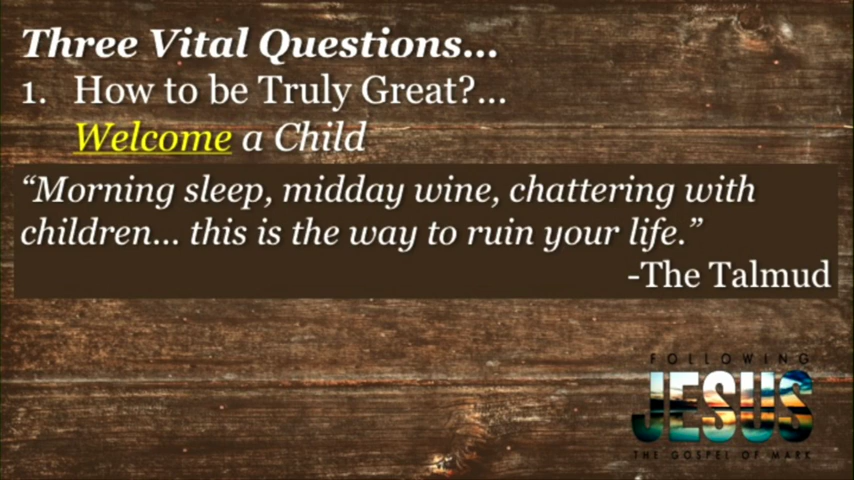 Three Vital Questions...
1. How to be Truly Great?...
Welcome a Child
“Morning sleep, midday wine, chattering with
children... this is the way to ruin your life.”
-The Talmud
FOLLOWING
JESUS
THE GOSPEL OF MARK